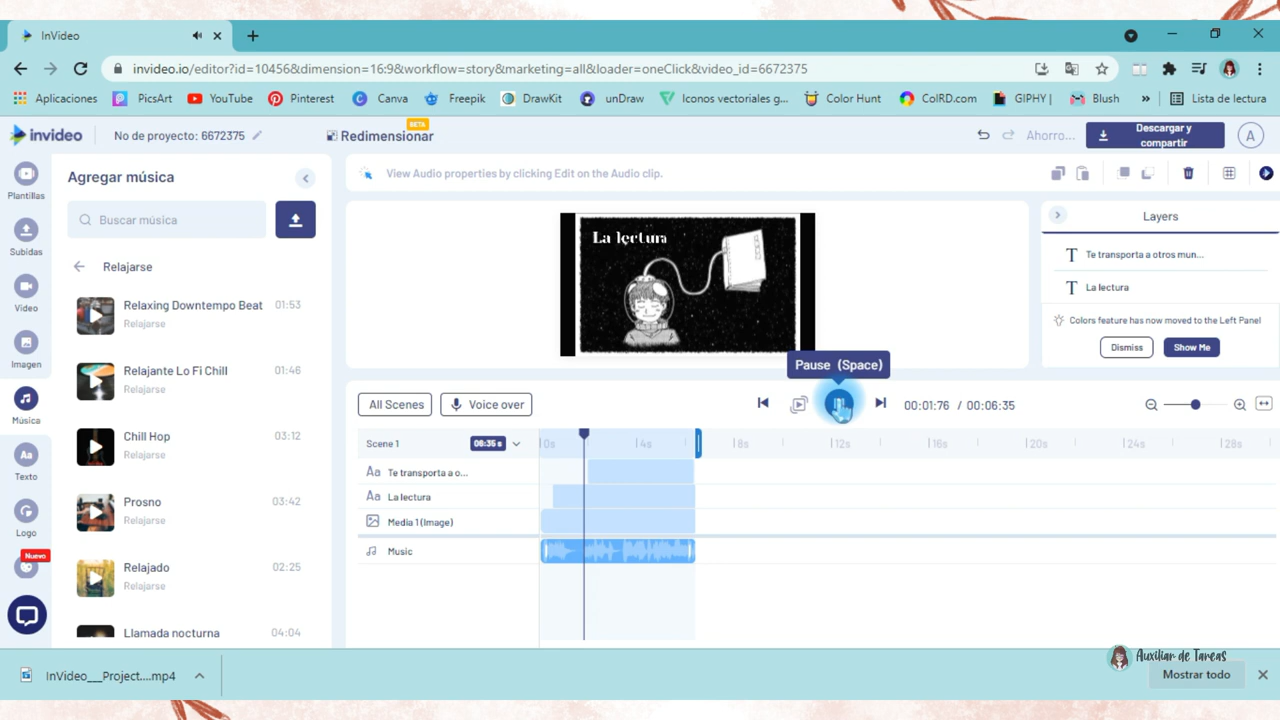 InVideo
invideo.io/editor?id=10456&dimension=16:9&workflow=story&marketing=all&loader=oneClick&video_id=6672375
Aplicaciones PicsArt YouTube Pinterest Canva Freepik DrawKit unDraw Iconos vectoriales g... Color Hunt ColRD.com GIPHY | Blush » Lista de lectura
invideo No de proyecto: 6672375 BETA Redimensionar Ahorro... Descargar y compartir A
Plantillas
Subidas
Video
Imagen
Música
Texto
Logo
Nuevo
Agregar música
Buscar música
Relajarse
Relaxing Downtempo Beat 01:53
Relajarse
Relajante Lo Fi Chill 01:46
Relajarse
Chill Hop 03:12
Relajarse
Prosno 03:42
Relajarse
Relajado 02:25
Relajarse
Llamada nocturna 04:04
View Audio properties by clicking Edit on the Audio clip.
La lectura
Layers
T Te transporta a otros mun...
T La lectura
Colors feature has now moved to the Left Panel
Dismiss Show Me
Pause (Space)
All Scenes Voice over 00:01:76 / 00:06:35
Scene 1 06:35 s 0s 4s 8s 12s 16s 20s 24s 28s
Aa Te transporta a o...
Aa La lectura
Media 1 (Image)
Music
Auxiliar de Tareas
InVideo___Project....mp4 Mostrar todo